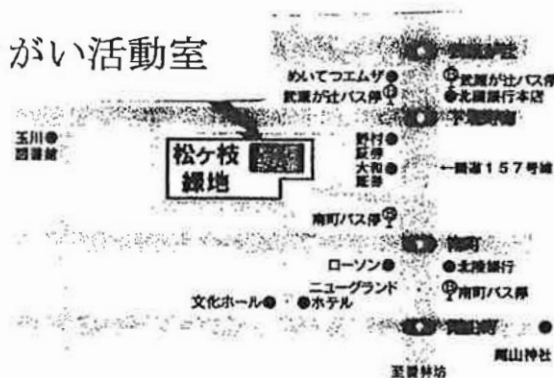 がい活動室
めいてつエムザ
武蔵が辻バス停
武蔵が辻バス停
北國銀行本店
玉川
図書館
松ヶ枝
緑地
野村
証券
大和
証券
←国道157号線
南町バス停
南町
ローソン
北陸銀行
ニューグランド
ホテル
南町バス停
文化ホール
尾山神社
至香林坊